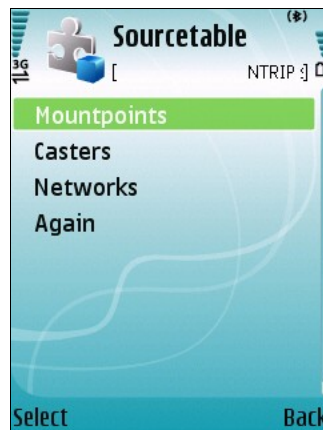 Sourcetable
3G
[ NTRIP :]
Mountpoints
Casters
Networks
Again
Select Back